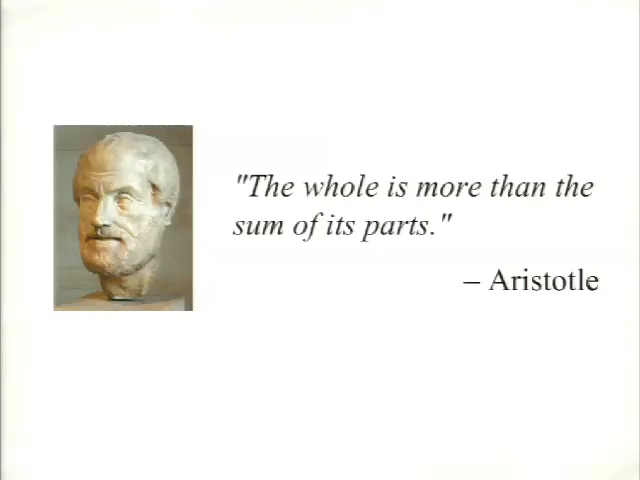 "The whole is more than the
sum of its parts."
– Aristotle